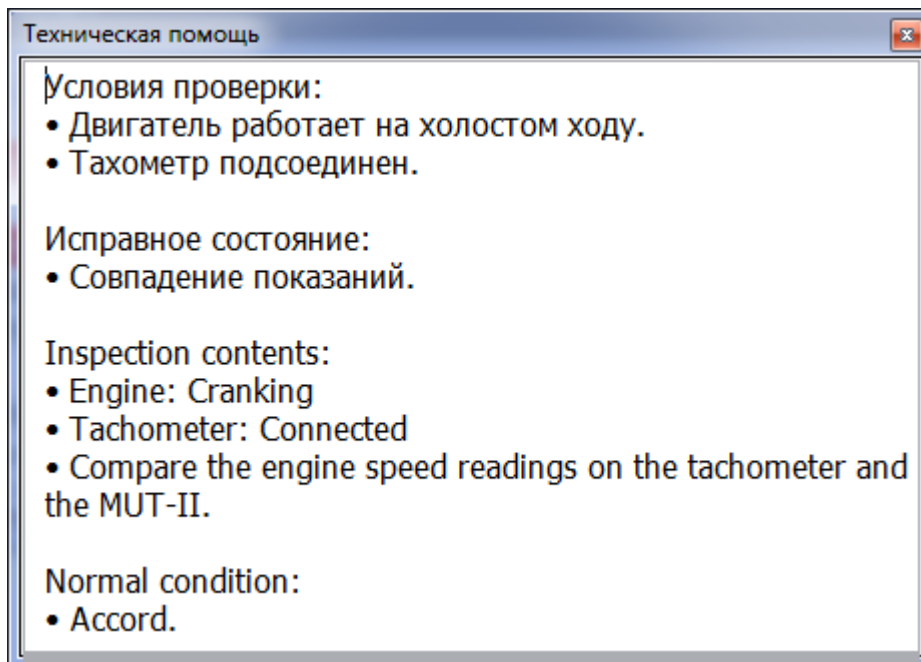 Техническая помощь
Условия проверки:
• Двигатель работает на холостом ходу.
• Тахометр подсоединен.
Исправное состояние:
• Совпадение показаний.
Inspection contents:
• Engine: Cranking
• Tachometer: Connected
• Compare the engine speed readings on the tachometer and
the MUT-II.
Normal condition:
• Accord.